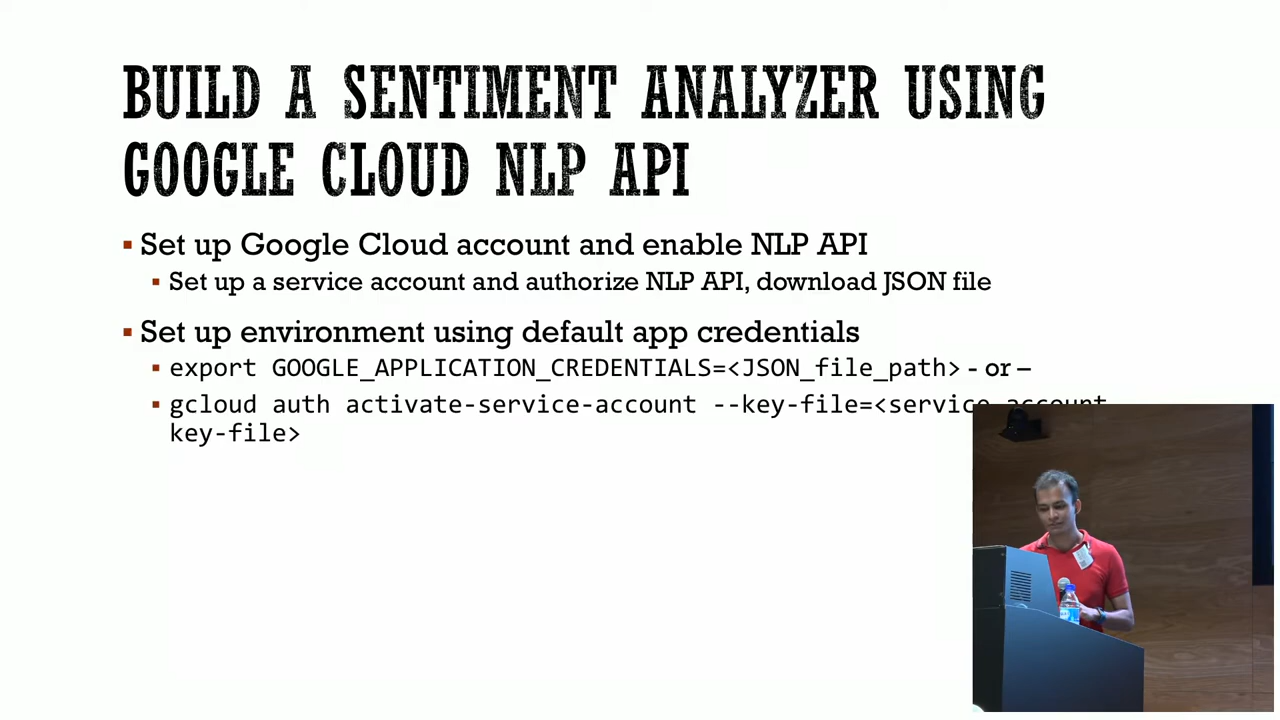 BUILD A SENTIMENT ANALYZER USING
GOOGLE CLOUD NLP API
▪ Set up Google Cloud account and enable NLP API
▪ Set up a service account and authorize NLP API, download JSON file
▪ Set up environment using default app credentials
▪ export GOOGLE_APPLICATION_CREDENTIALS=<JSON_file_path> - or –
▪ gcloud auth activate-service-account --key-file=<service account
key-file>